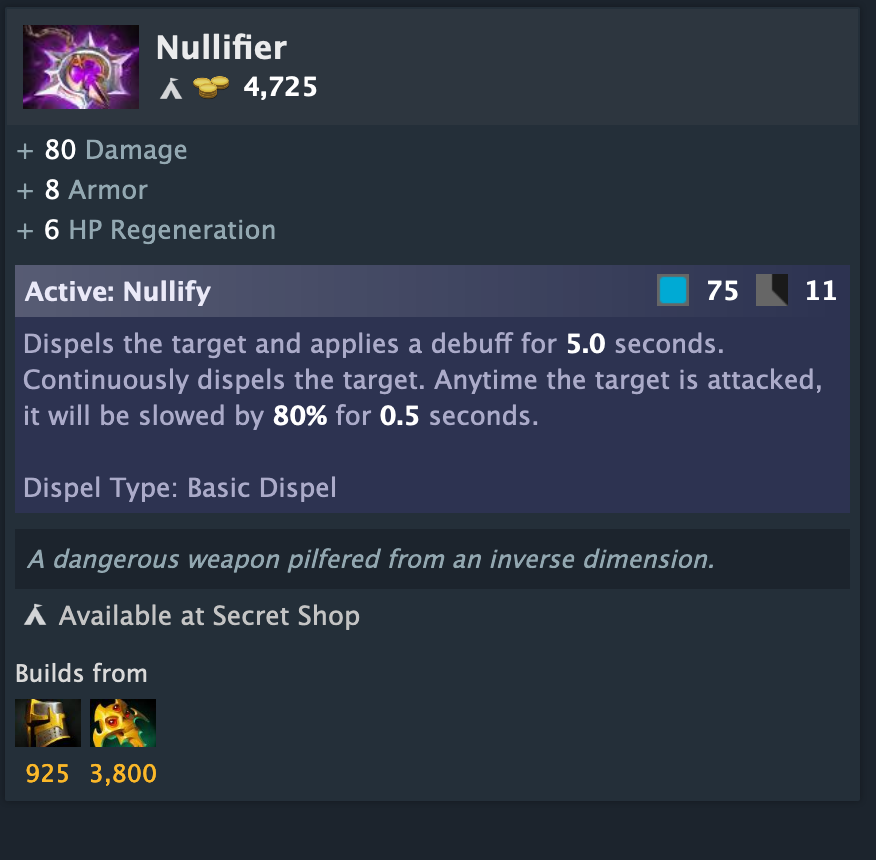 Nullifier
4,725
+ 80 Damage
+ 8 Armor
+ 6 HP Regeneration
Active: Nullify 75 11
Dispels the target and applies a debuff for 5.0 seconds.
Continuously dispels the target. Anytime the target is attacked,
it will be slowed by 80% for 0.5 seconds.
Dispel Type: Basic Dispel
A dangerous weapon pilfered from an inverse dimension.
Available at Secret Shop
Builds from
925 3,800